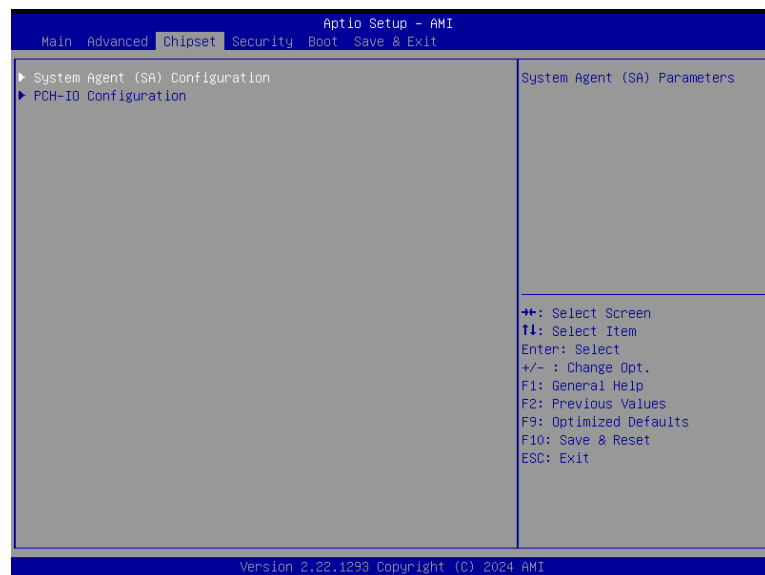 Aptio Setup – AMI
Main Advanced Chipset Security Boot Save & Exit
▶ System Agent (SA) Configuration
▶ PCH-IO Configuration
System Agent (SA) Parameters
→←: Select Screen
↑↓: Select Item
Enter: Select
+/- : Change Opt.
F1: General Help
F2: Previous Values
F9: Optimized Defaults
F10: Save & Reset
ESC: Exit
Version 2.22.1293 Copyright (C) 2024 AMI